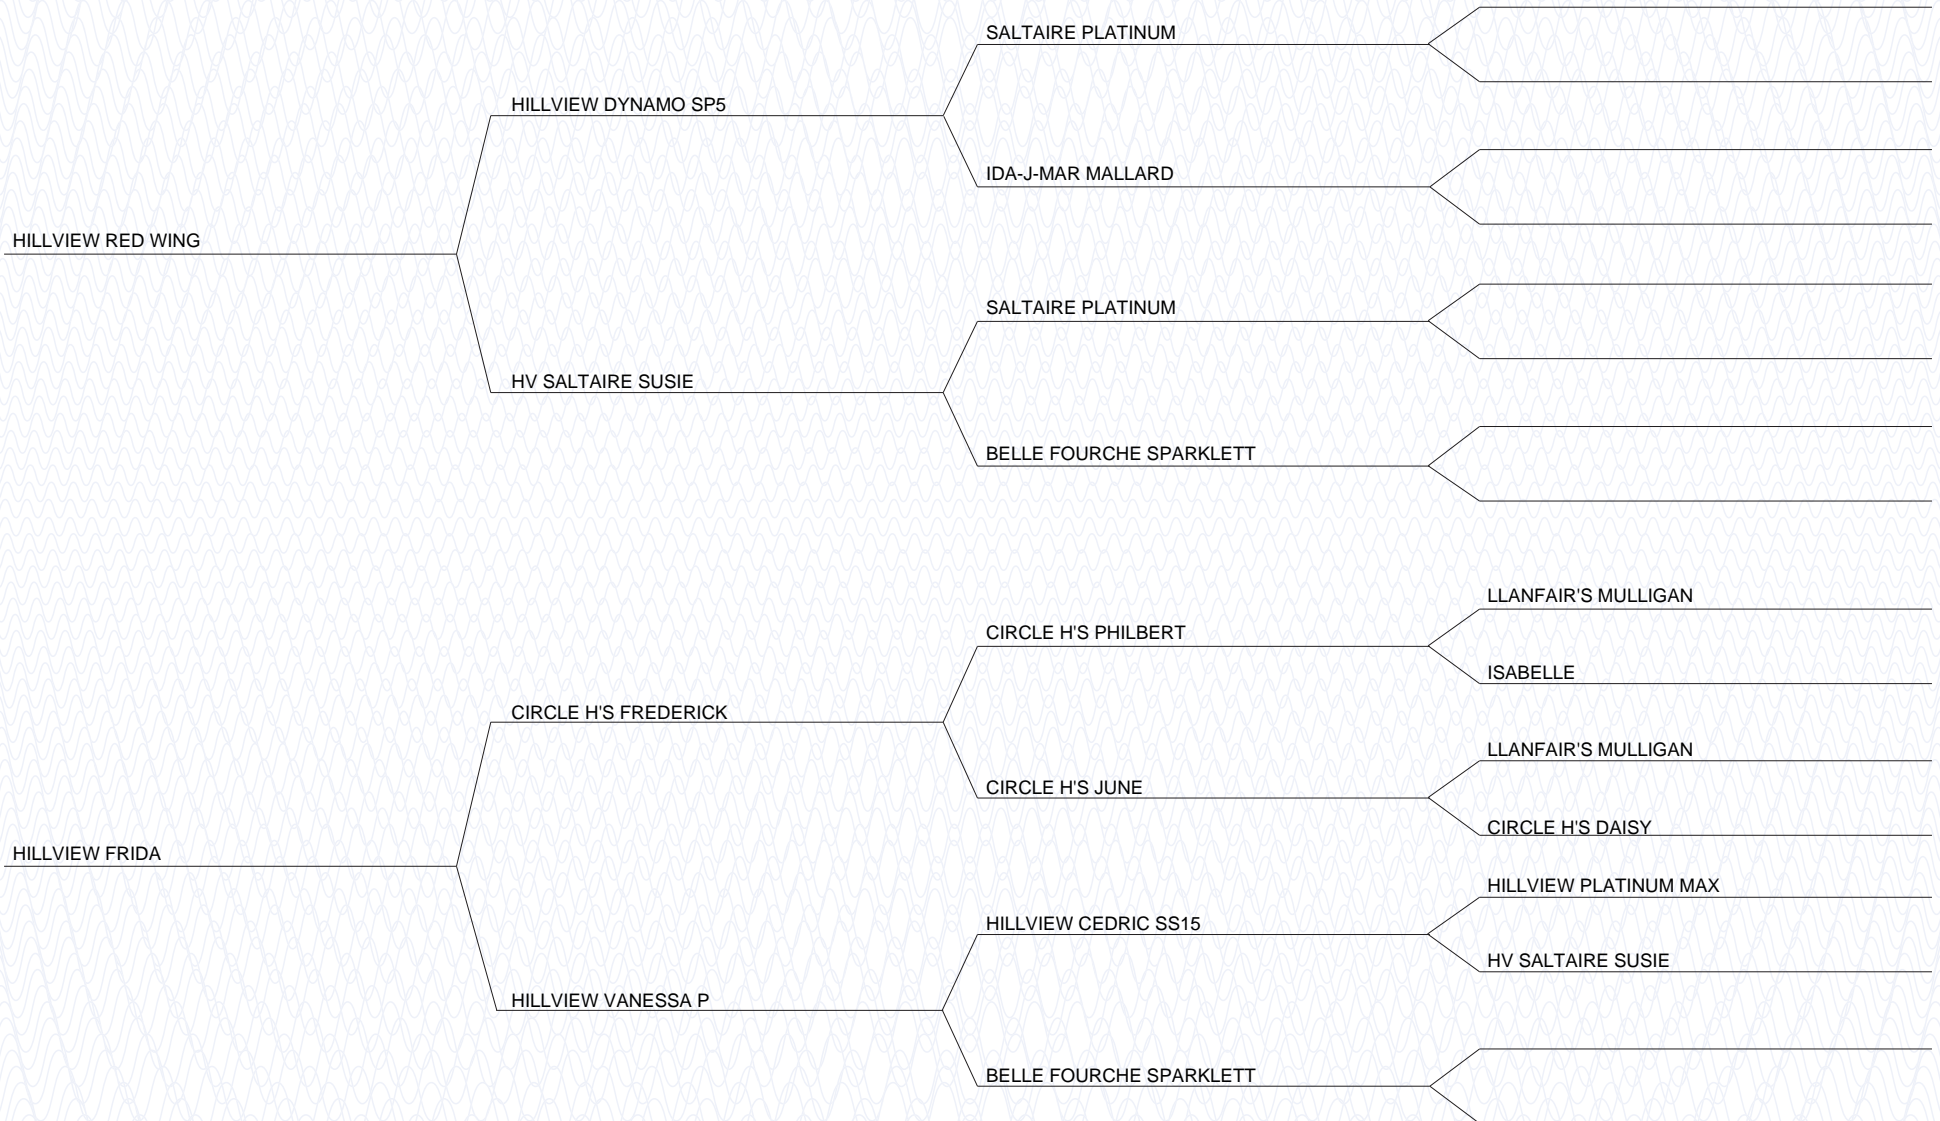 SALTAIRE PLATINUM
HILLVIEW DYNAMO SP5
IDA-J-MAR MALLARD
HILLVIEW RED WING
SALTAIRE PLATINUM
HV SALTAIRE SUSIE
BELLE FOURCHE SPARKLETT
LLANFAIR'S MULLIGAN
CIRCLE H'S PHILBERT
ISABELLE
CIRCLE H'S FREDERICK
LLANFAIR'S MULLIGAN
CIRCLE H'S JUNE
CIRCLE H'S DAISY
HILLVIEW FRIDA
HILLVIEW PLATINUM MAX
HILLVIEW CEDRIC SS15
HV SALTAIRE SUSIE
HILLVIEW VANESSA P
BELLE FOURCHE SPARKLETT